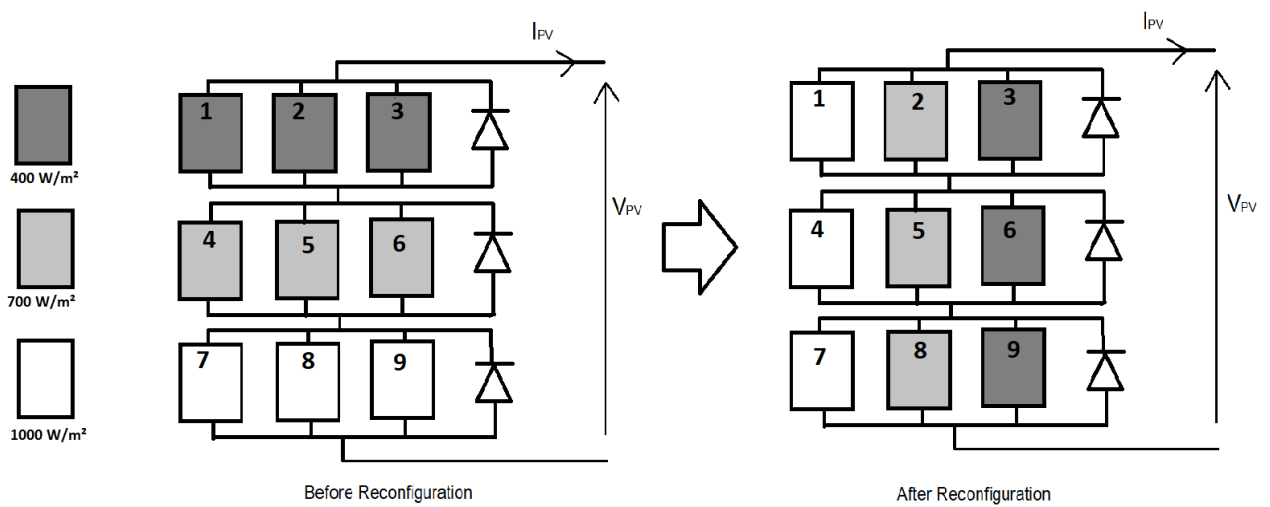 400 W/m²
700 W/m²
1000 W/m²
IPV
1 2 3
VPV
4 5 6
7 8 9
Before Reconfiguration
IPV
1 2 3
VPV
4 5 6
7 8 9
After Reconfiguration